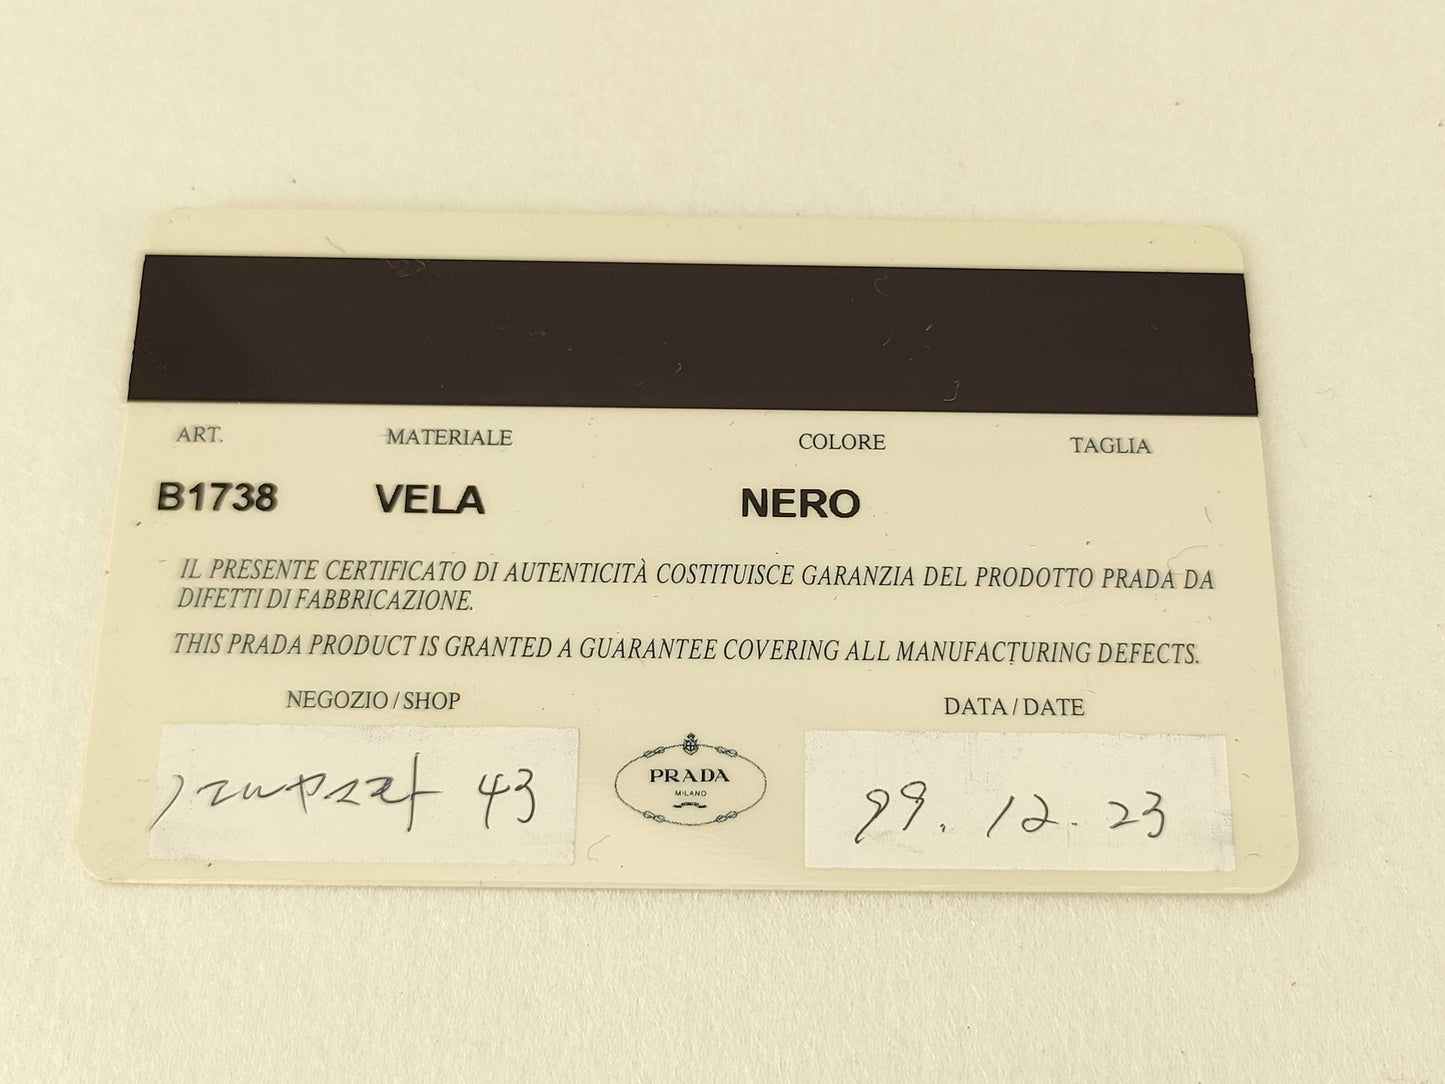 ART. MATERIALE COLORE TAGLIA
B1738 VELA NERO
IL PRESENTE CERTIFICATO DI AUTENTICITÀ COSTITUISCE GARANZIA DEL PRODOTTO PRADA DA
DIFETTI DI FABBRICAZIONE.
THIS PRADA PRODUCT IS GRANTED A GUARANTEE COVERING ALL MANUFACTURING DEFECTS.
NEGOZIO / SHOP DATA / DATE
43
PRADA
MILANO
99. 12. 23